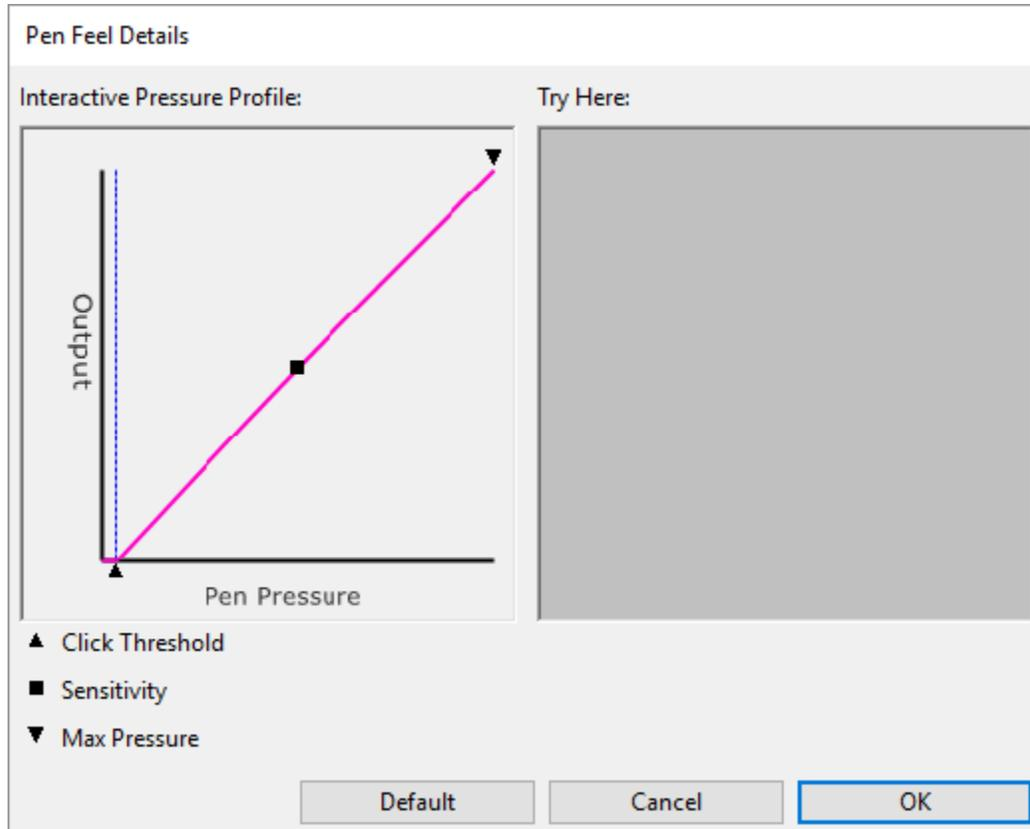 Pen Feel Details
Interactive Pressure Profile:
Try Here:
Output
Pen Pressure
Click Threshold
Sensitivity
Max Pressure
Default
Cancel
OK